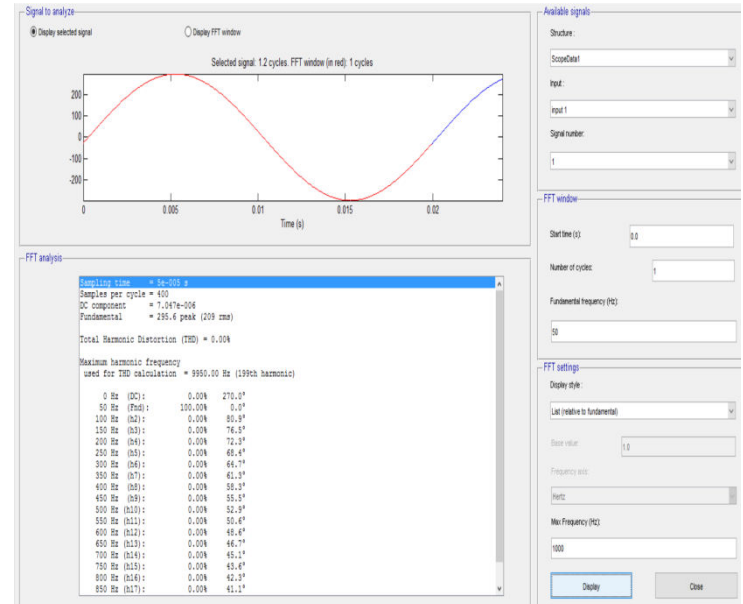 Signal to analyze
Display selected signal
Display FFT window
Selected signal: 1.2 cycles. FFT window (in red): 1 cycles
200
100
0
-100
-200
0 0.005 0.01 0.015 0.02
Time (s)
FFT analysis
Sampling time = 5e-005 s
Samples per cycle = 400
DC component = 7.047e-006
Fundamental = 295.6 peak (209 rms)
Total Harmonic Distortion (THD) = 0.00%
Maximum harmonic frequency
used for THD calculation = 9950.00 Hz (199th harmonic)
0 Hz (DC): 0.00% 270.0°
50 Hz (Fnd): 100.00% 0.0°
100 Hz (h2): 0.00% 80.9°
150 Hz (h3): 0.00% 76.5°
200 Hz (h4): 0.00% 72.3°
250 Hz (h5): 0.00% 68.4°
300 Hz (h6): 0.00% 64.7°
350 Hz (h7): 0.00% 61.3°
400 Hz (h8): 0.00% 58.3°
450 Hz (h9): 0.00% 55.5°
500 Hz (h10): 0.00% 52.9°
550 Hz (h11): 0.00% 50.6°
600 Hz (h12): 0.00% 48.6°
650 Hz (h13): 0.00% 46.7°
700 Hz (h14): 0.00% 45.1°
750 Hz (h15): 0.00% 43.6°
800 Hz (h16): 0.00% 42.3°
850 Hz (h17): 0.00% 41.1°
Available signals
Structure :
ScopeData1
Input :
input 1
Signal number:
1
FFT window
Start time (s): 0.0
Number of cycles: 1
Fundamental frequency (Hz):
50
FFT settings
Display style :
List (relative to fundamental)
Base value: 1.0
Frequency axis:
Hertz
Max Frequency (Hz):
1000
Display
Close